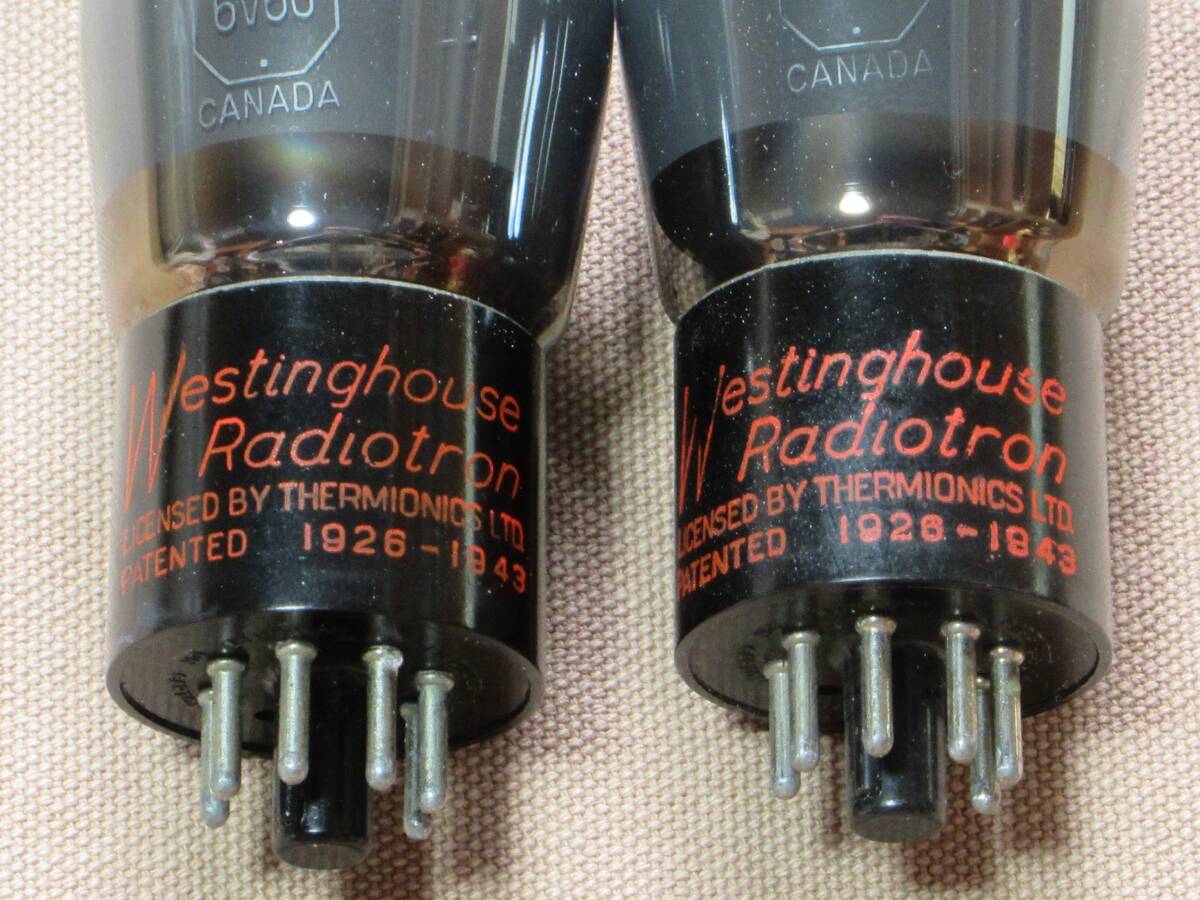 6V6G
CANADA
Westinghouse
Radiotron
LICENSED BY THERMIONICS LTD.
PATENTED 1926-1943
CANADA
Westinghouse
Radiotron
LICENSED BY THERMIONICS LTD.
PATENTED 1926-1943